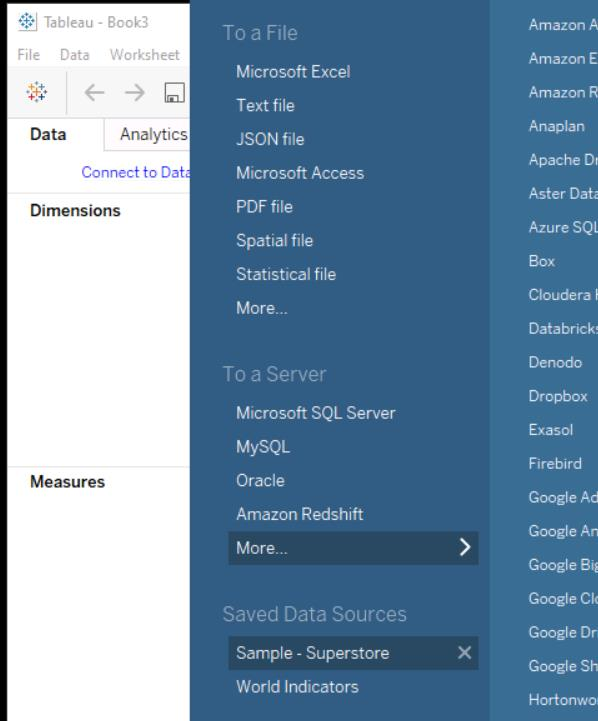 Tableau - Book3
File Data Worksheet
Data Analytics
Connect to Data
Dimensions
Measures
To a File
Microsoft Excel
Text file
JSON file
Microsoft Access
PDF file
Spatial file
Statistical file
More...
To a Server
Microsoft SQL Server
MySQL
Oracle
Amazon Redshift
More...
Saved Data Sources
Sample - Superstore
World Indicators
Amazon A
Amazon E
Amazon R
Anaplan
Apache Dr
Aster Data
Azure SQL
Box
Cloudera
Databricks
Denodo
Dropbox
Exasol
Firebird
Google Ad
Google An
Google Big
Google Clo
Google Dri
Google Sh
Hortonwo